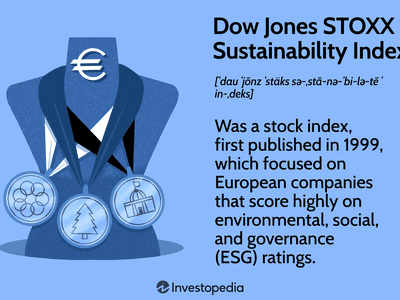 Dow Jones STOXX
Sustainability Index
['dau 'jōnz 'stäks sə-,stā-nə-'bi-lə-tē '
in-,deks]
Was a stock index,
first published in 1999,
which focused on
European companies
that score highly on
environmental, social,
and governance
(ESG) ratings.
€
Investopedia